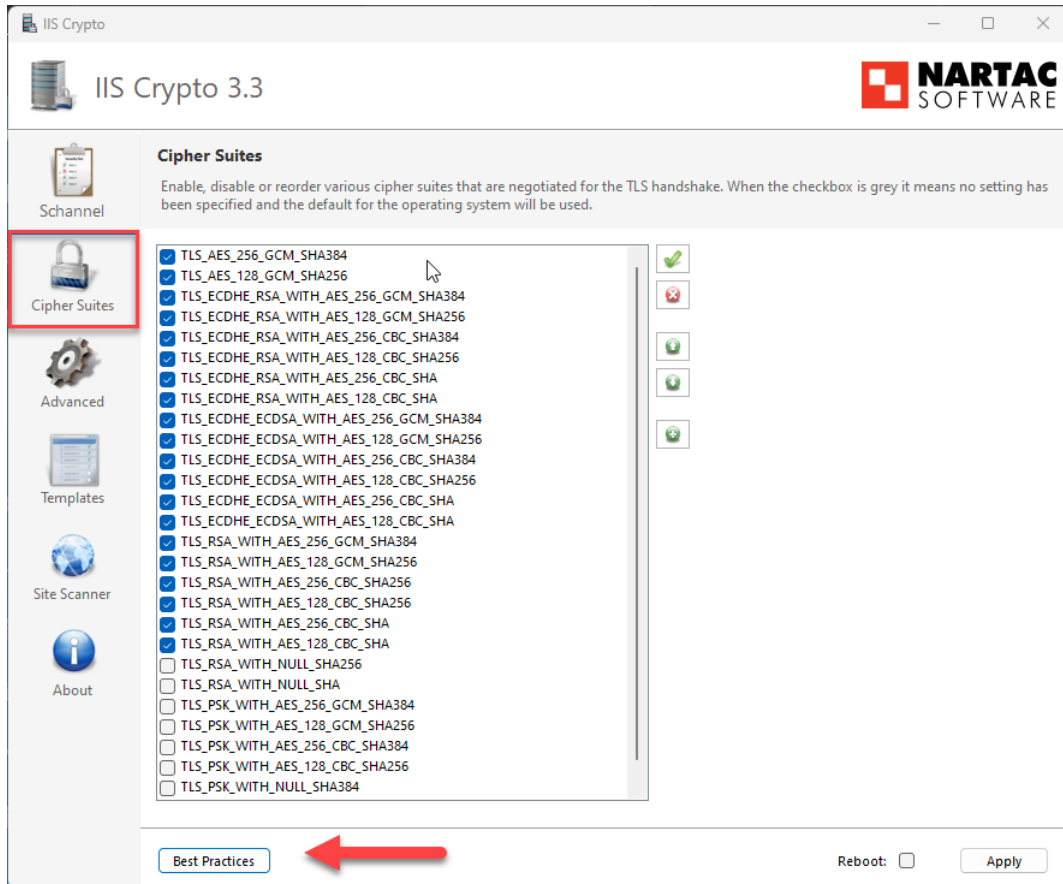 IIS Crypto
IIS Crypto 3.3
NARTAC
SOFTWARE
Schannel
Cipher Suites
Advanced
Templates
Site Scanner
About
Cipher Suites
Enable, disable or reorder various cipher suites that are negotiated for the TLS handshake. When the checkbox is grey it means no setting has
been specified and the default for the operating system will be used.
TLS_AES_256_GCM_SHA384
TLS_AES_128_GCM_SHA256
TLS_ECDHE_RSA_WITH_AES_256_GCM_SHA384
TLS_ECDHE_RSA_WITH_AES_128_GCM_SHA256
TLS_ECDHE_RSA_WITH_AES_256_CBC_SHA384
TLS_ECDHE_RSA_WITH_AES_128_CBC_SHA256
TLS_ECDHE_RSA_WITH_AES_256_CBC_SHA
TLS_ECDHE_RSA_WITH_AES_128_CBC_SHA
TLS_ECDHE_ECDSA_WITH_AES_256_GCM_SHA384
TLS_ECDHE_ECDSA_WITH_AES_128_GCM_SHA256
TLS_ECDHE_ECDSA_WITH_AES_256_CBC_SHA384
TLS_ECDHE_ECDSA_WITH_AES_128_CBC_SHA256
TLS_ECDHE_ECDSA_WITH_AES_256_CBC_SHA
TLS_ECDHE_ECDSA_WITH_AES_128_CBC_SHA
TLS_RSA_WITH_AES_256_GCM_SHA384
TLS_RSA_WITH_AES_128_GCM_SHA256
TLS_RSA_WITH_AES_256_CBC_SHA256
TLS_RSA_WITH_AES_128_CBC_SHA256
TLS_RSA_WITH_AES_256_CBC_SHA
TLS_RSA_WITH_AES_128_CBC_SHA
TLS_RSA_WITH_NULL_SHA256
TLS_RSA_WITH_NULL_SHA
TLS_PSK_WITH_AES_256_GCM_SHA384
TLS_PSK_WITH_AES_128_GCM_SHA256
TLS_PSK_WITH_AES_256_CBC_SHA384
TLS_PSK_WITH_AES_128_CBC_SHA256
TLS_PSK_WITH_NULL_SHA384
Best Practices
Reboot:
Apply